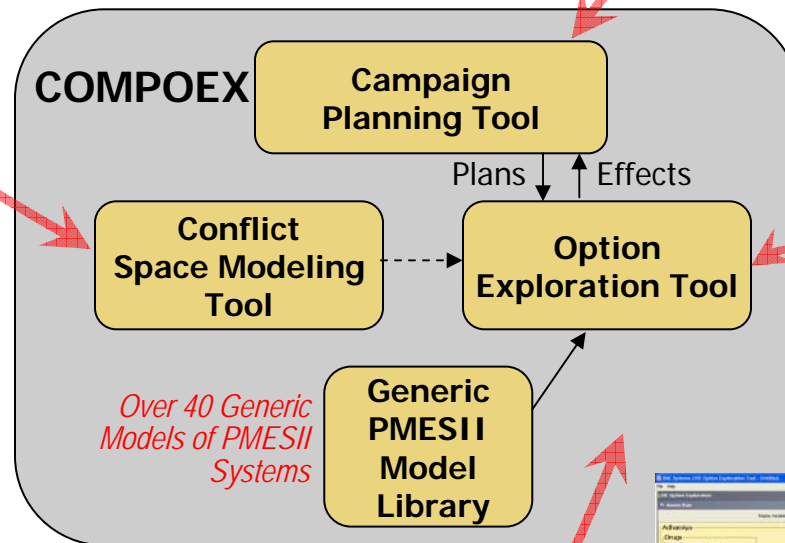 COMPOEX
Campaign
Planning Tool
Plans
Effects
Conflict
Space Modeling
Tool
Option
Exploration Tool
Over 40 Generic
Models of PMESII
Systems
Generic
PMESII
Model
Library